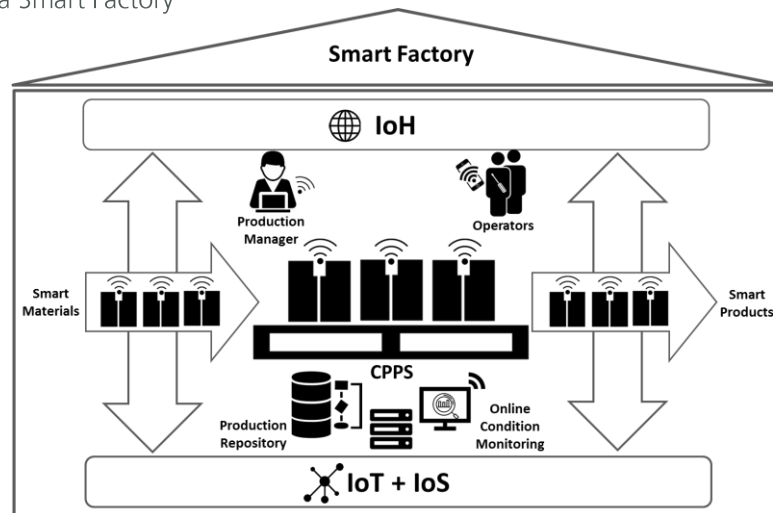 a Smart Factory
Smart Factory
IoH
Production
Manager
Operators
Smart
Materials
Smart
Products
CPPS
Production
Repository
Online
Condition
Monitoring
IoT + IoS